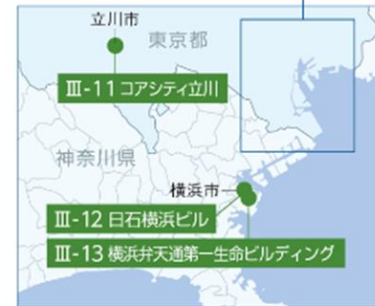 立川市
東京都
Ⅲ-11 コアシティ立川
神奈川県
横浜市
Ⅲ-12 日石横浜ビル
Ⅲ-13 横浜弁天通第一生命ビルディング